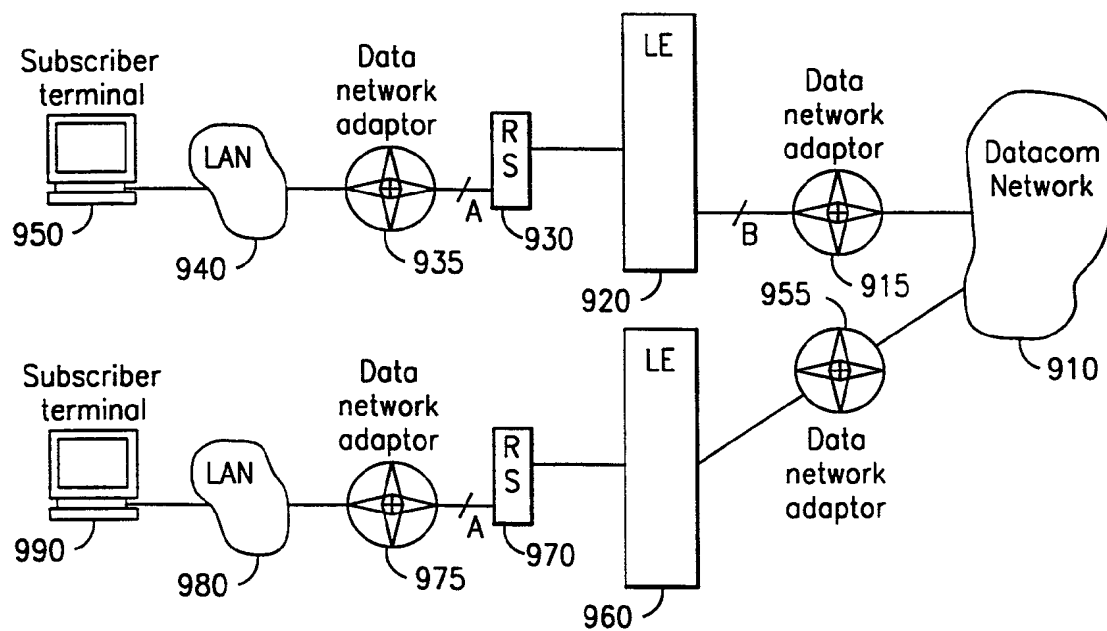 Subscriber
terminal
950
LAN
940
Data
network
adaptor
935
A
R
S
930
LE
920
B
Data
network
adaptor
915
Datacom
Network
910
955
Data
network
adaptor
Subscriber
terminal
990
LAN
980
Data
network
adaptor
975
A
R
S
970
LE
960